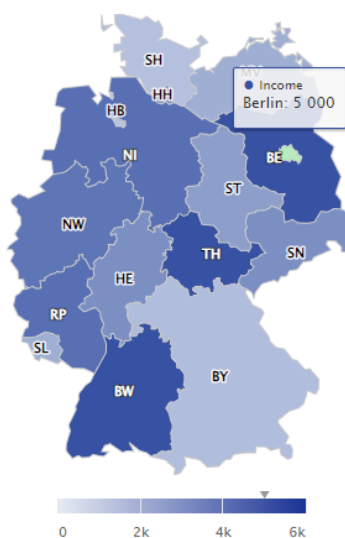 SH
MV
● Income
Berlin: 5 000
HH
HB
NI
BE
ST
NW
TH
SN
HE
RP
SL
BW
BY
0 2k 4k 6k